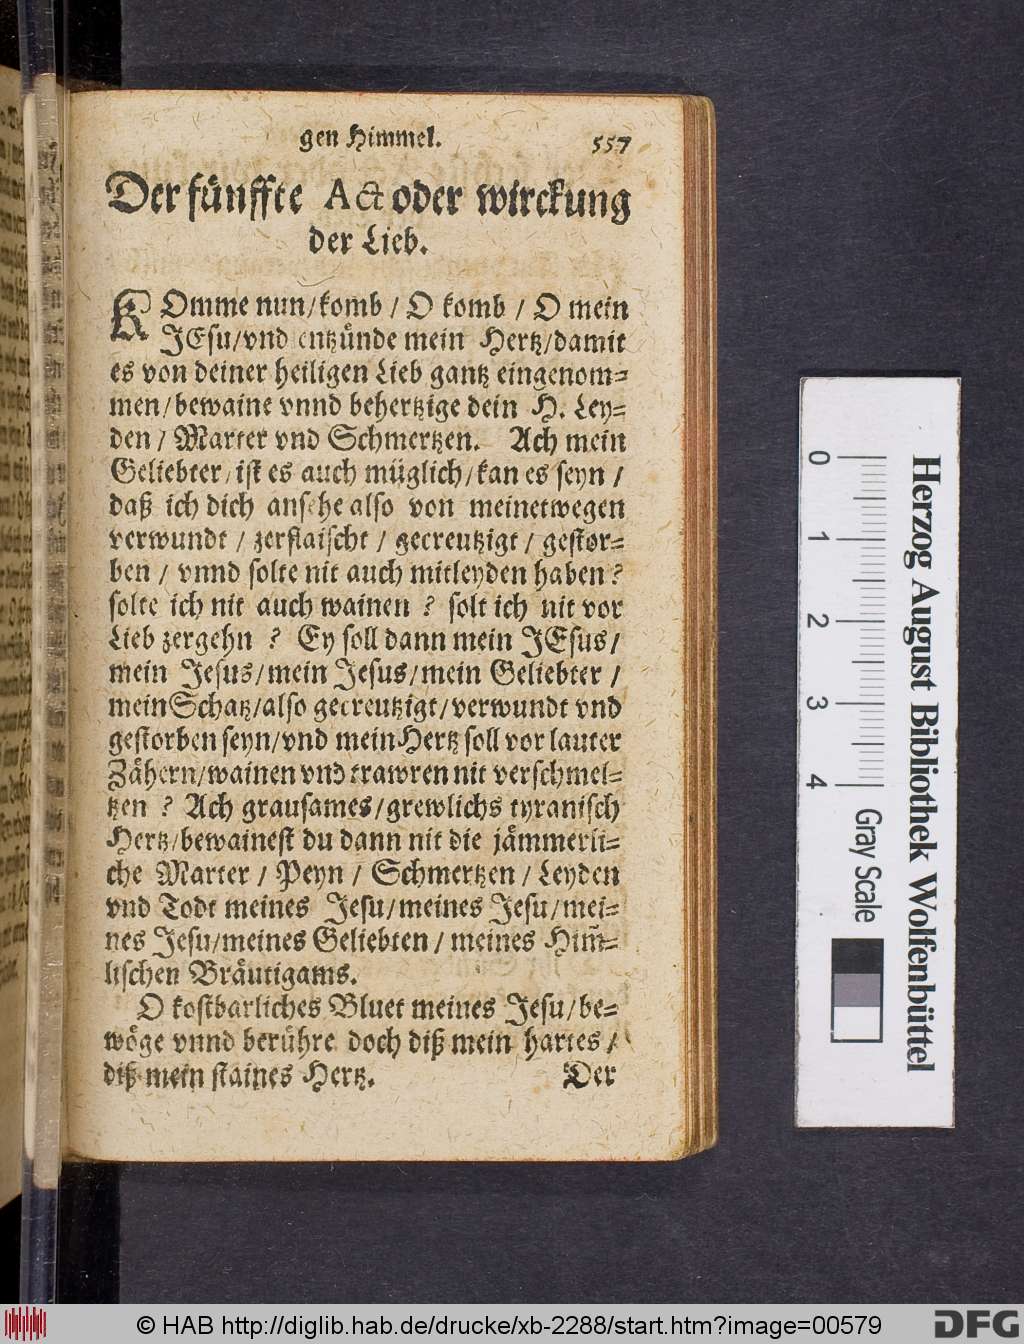 gen Himmel. 557
Der fünffte Act oder wirckung
der Lieb.
KOmme nun/komb / O komb / O mein
JEsu/vnd entzünde mein Hertz/damit
es von deiner heiligen Lieb gantz eingenom=
men/bewaine vnnd behertzige dein H. Ley=
den / Marter vnd Schmertzen. Ach mein
Geliebter/ist es auch müglich/kan es seyn /
daß ich dich ansehe also von meinetwegen
verwundt / zerflaischt / gecreutzigt / gestor=
ben / vnnd solte nit auch mitleyden haben?
solte ich nit auch wainen ? solt ich nit vor
Lieb zergehn ? Ey soll dann mein JEsus/
mein Jesus/mein Jesus/mein Geliebter /
mein Schatz/also gecreutzigt/verwundt vnd
gestorben seyn/vnd mein Hertz soll vor lauter
Zähern/wainen vnd trawren nit verschmel=
tzen ? Ach grausames/grewlichs tyranisch
Hertz/bewainest du dann nit die jämmerli=
che Marter / Peyn / Schmertzen / Leyden
vnd Todt meines Jesu/meines Jesu/mei=
nes Jesu/meines Geliebten / meines Him̃=
lischen Bräutigams.
O kostbarliches Bluet meines Jesu/be=
wöge vnnd berühre doch diß mein hartes /
diß mein staines Hertz. Der
0 1 2 3 4 Gray Scale
Herzog August Bibliothek Wolfenbüttel
© HAB http://diglib.hab.de/drucke/xb-2288/start.htm?image=00579
DFG